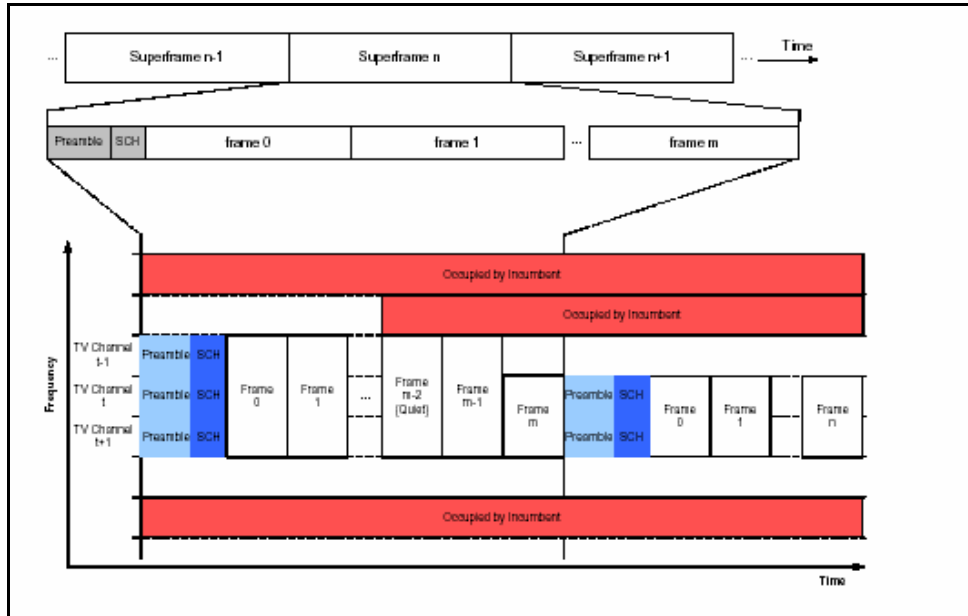 ... Superframe n-1 Superframe n Superframe n+1 ... Time
Preamble SCH frame 0 frame 1 ... frame m
Occupied by Incumbent
Occupied by Incumbent
TV Channel
t-1
Preamble SCH
TV Channel
t
Preamble SCH
TV Channel
t+1
Preamble SCH
Frame
0
Frame
1
...
Frame
m-2
(Quiet)
Frame
m-1
Frame
m
Preamble SCH
Preamble SCH
Frame
0
Frame
1
Frame
n
Occupied by Incumbent
Frequency
Time